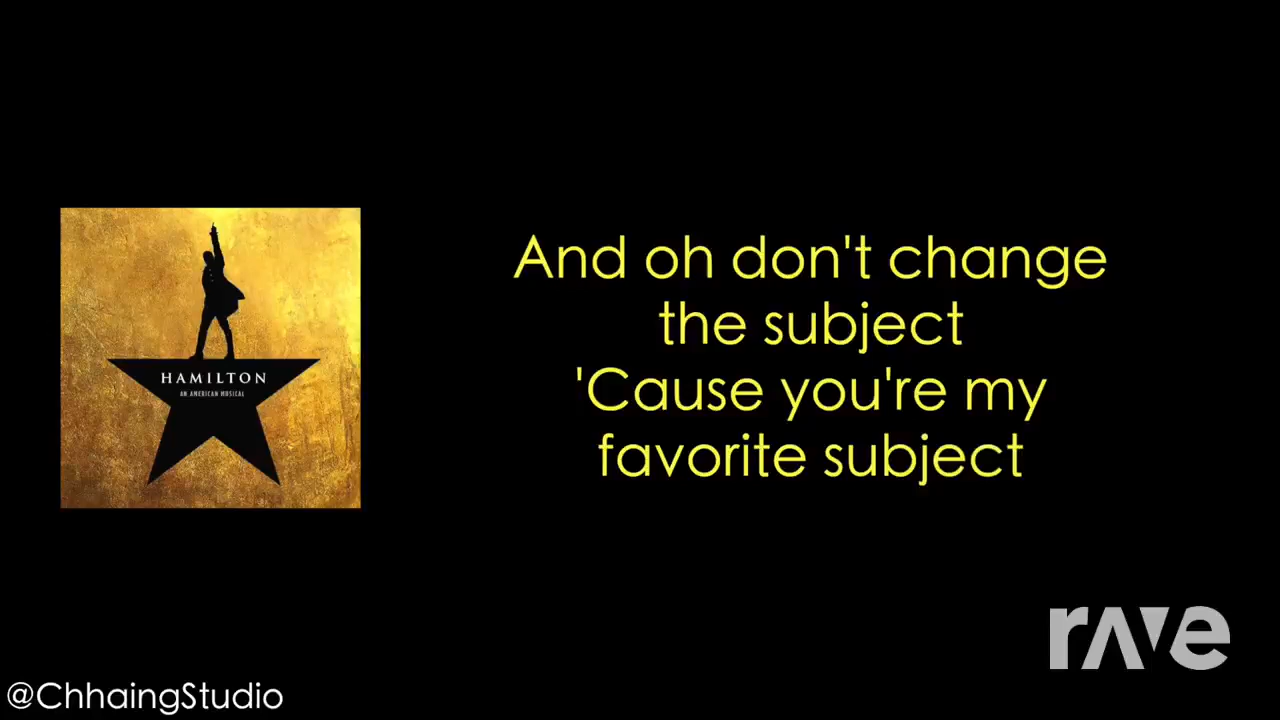 And oh don't change
the subject
'Cause you're my
favorite subject
HAMILTON
AN AMERICAN MUSICAL
rave
@ChhaingStudio